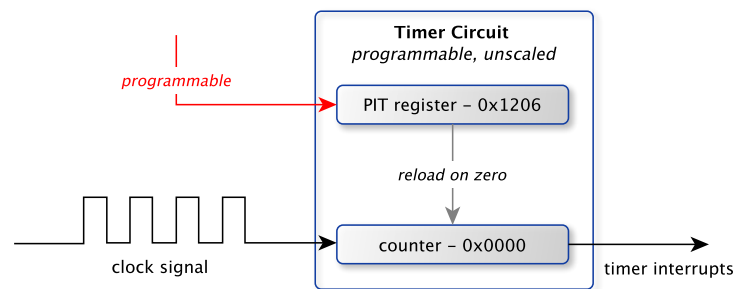 Timer Circuit
programmable, unscaled
programmable
PIT register – 0x1206
reload on zero
counter – 0x0000
clock signal
timer interrupts